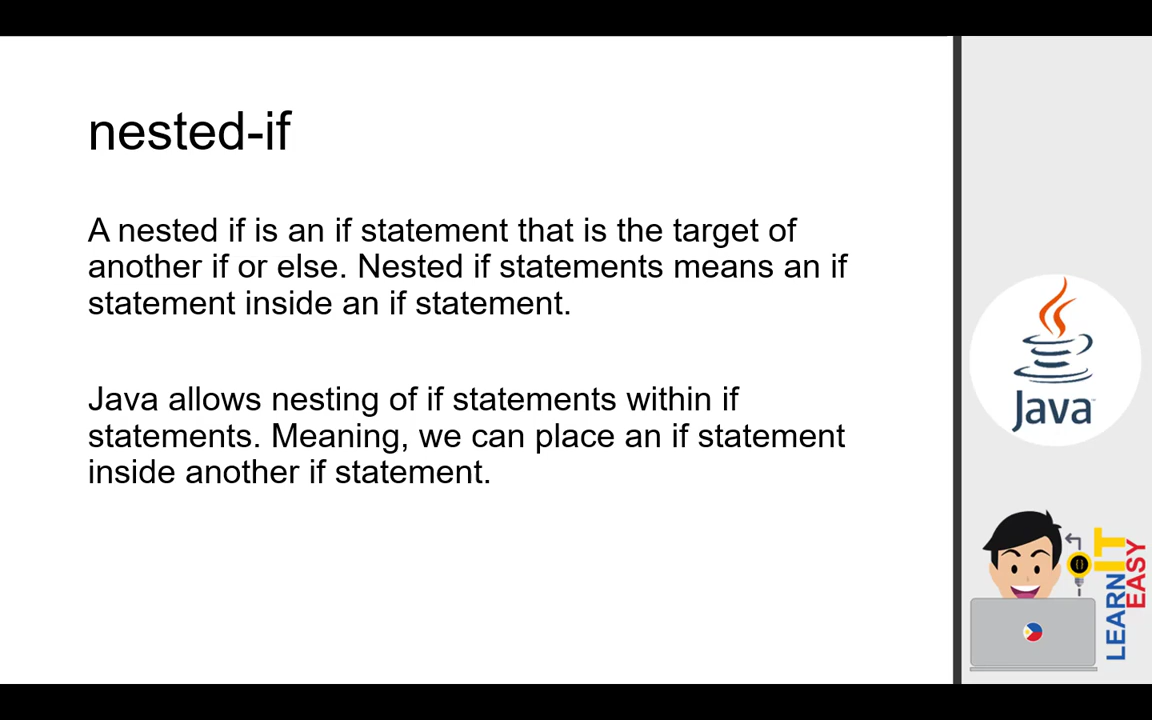 nested-if
A nested if is an if statement that is the target of
another if or else. Nested if statements means an if
statement inside an if statement.
Java allows nesting of if statements within if
statements. Meaning, we can place an if statement
inside another if statement.
Java
LEARN IT
EASY